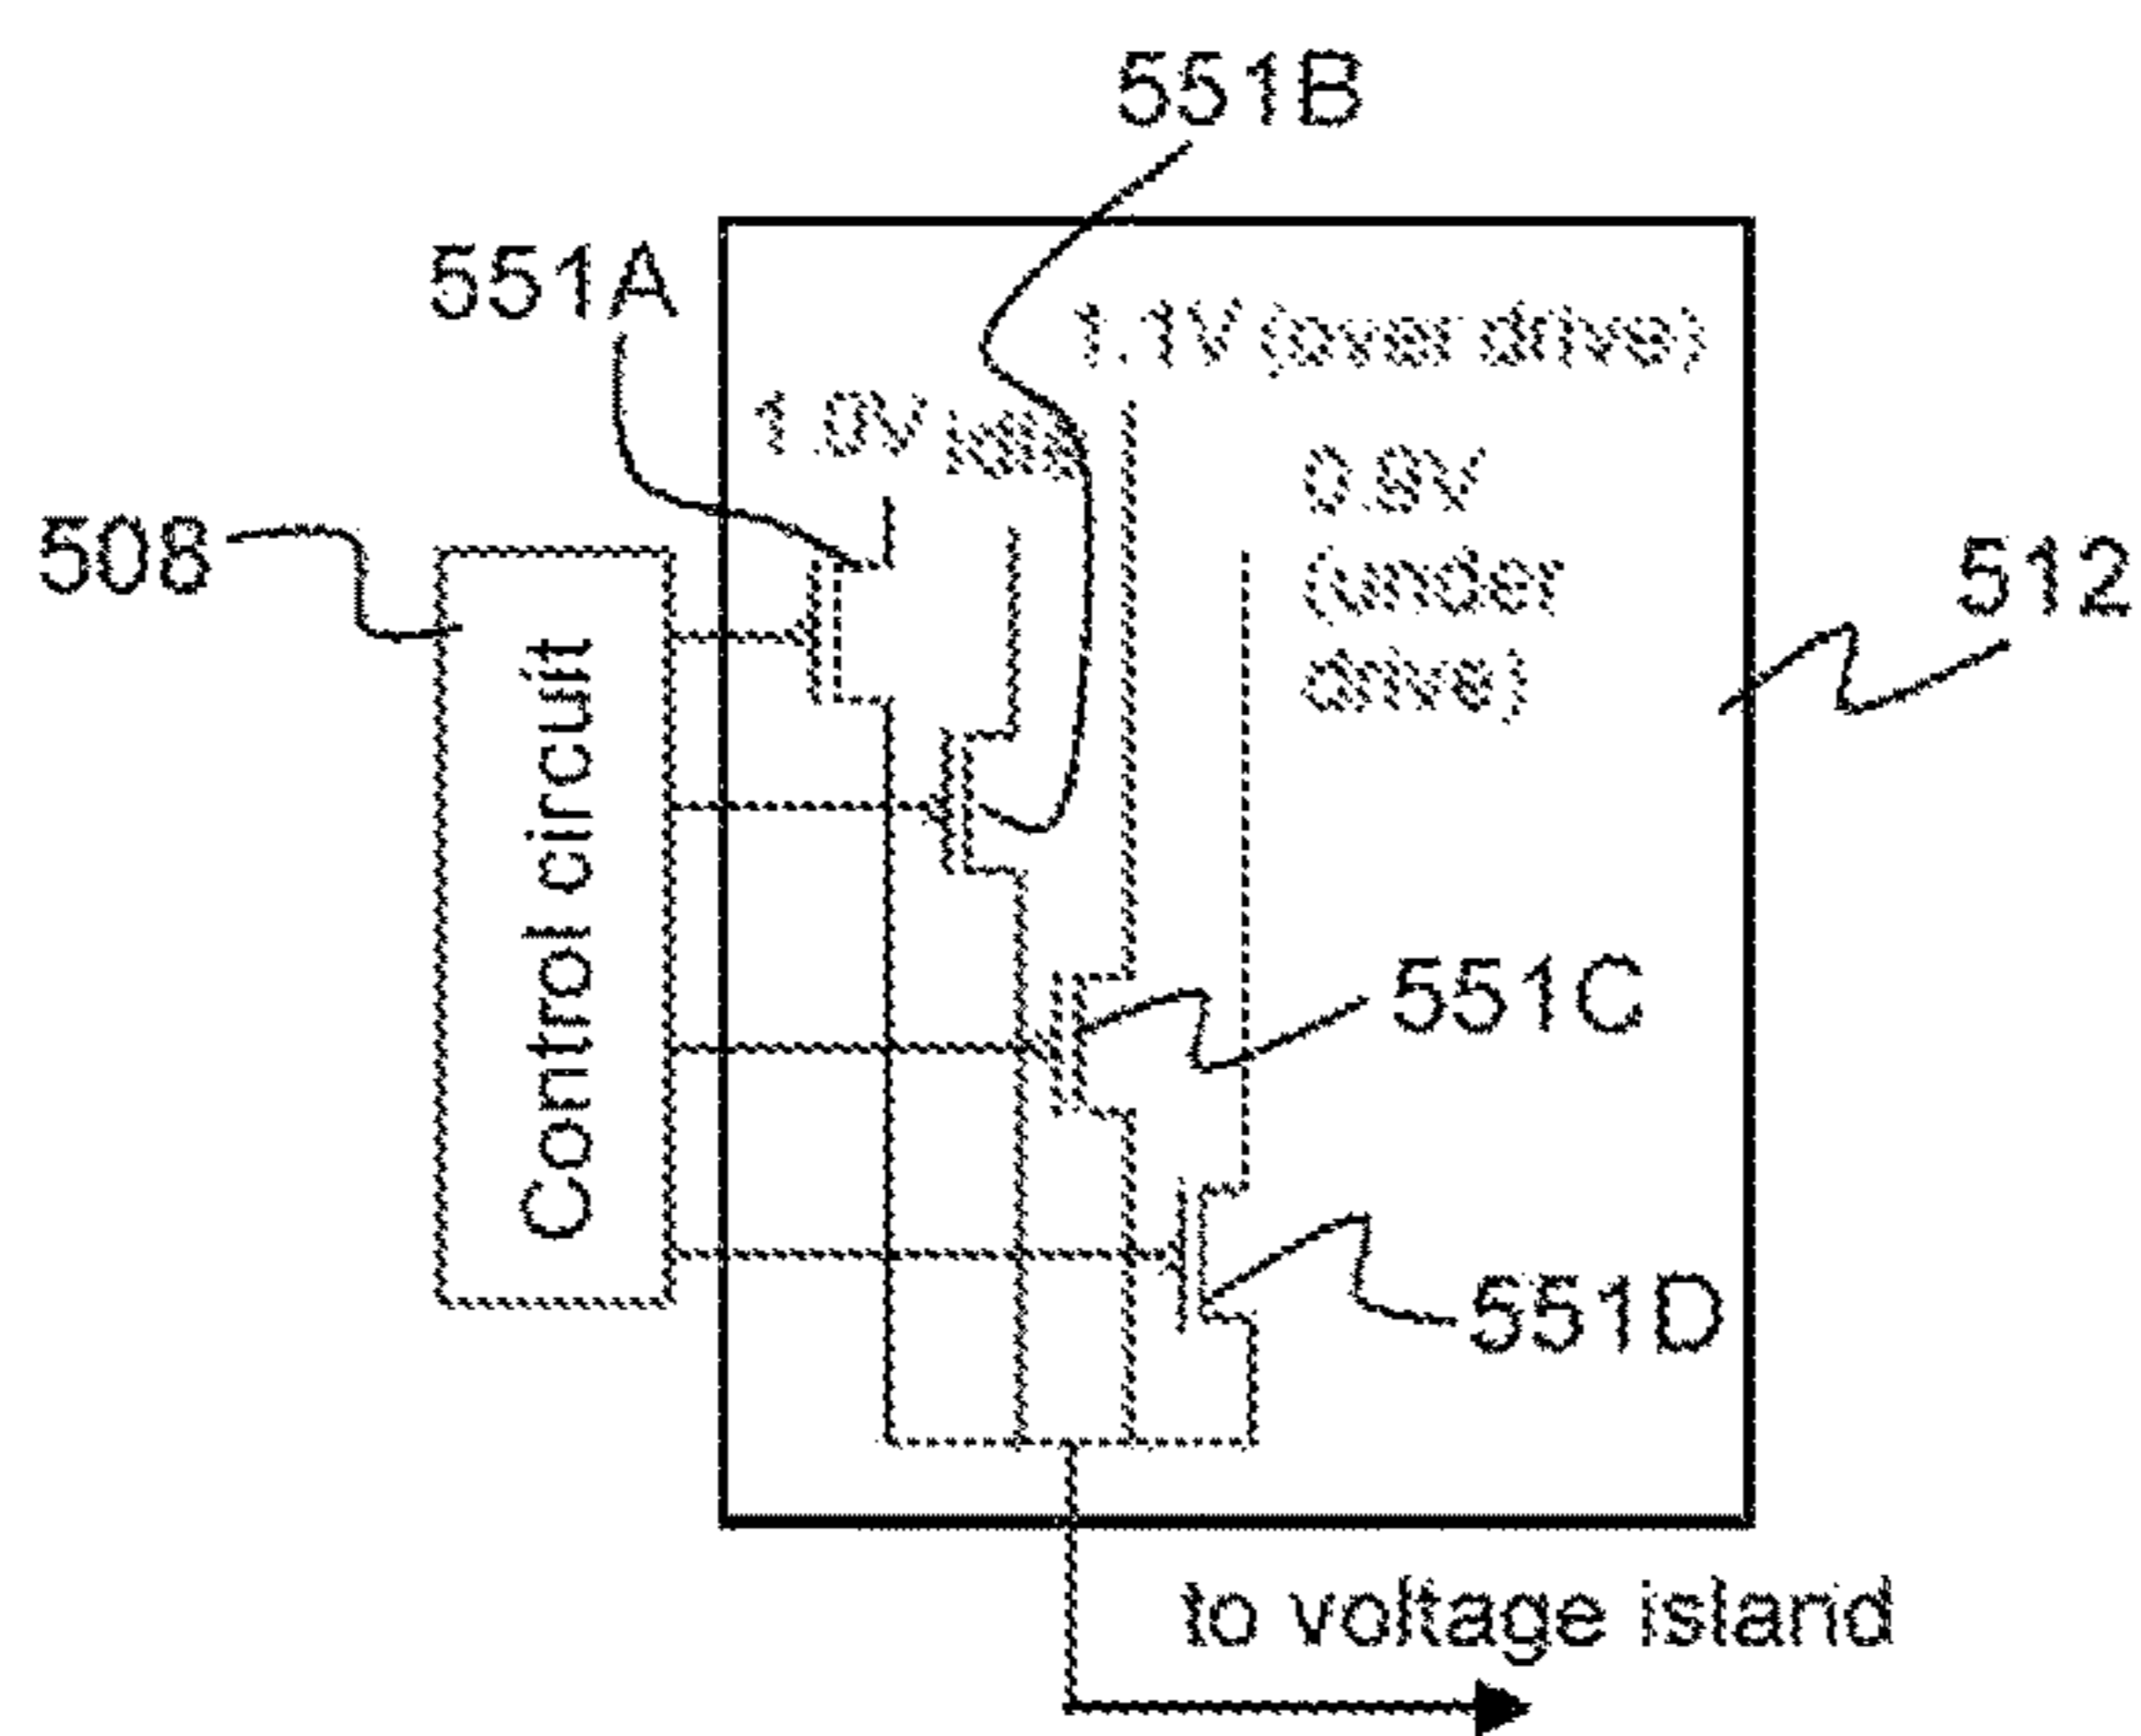 551B
551A
1.1V (over drive)
1.0V
0.9V
(under
drive)
508
512
Control circuit
551C
551D
to voltage island